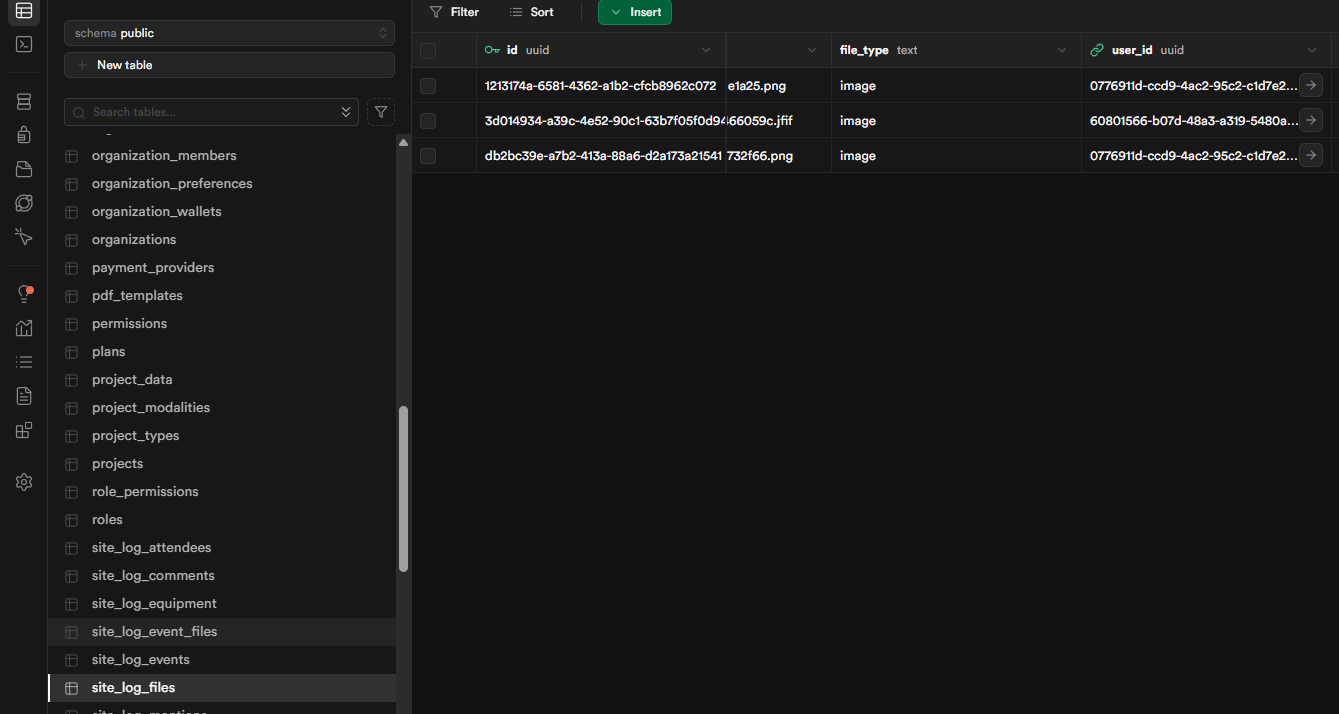 schema public
New table
Search tables...
organization_members
organization_preferences
organization_wallets
organizations
payment_providers
pdf_templates
permissions
plans
project_data
project_modalities
project_types
projects
role_permissions
roles
site_log_attendees
site_log_comments
site_log_equipment
site_log_event_files
site_log_events
site_log_files
Filter Sort Insert
id uuid file_type text user_id uuid
1213174a-6581-4362-a1b2-cfcb8962c072 e1a25.png image 0776911d-ccd9-4ac2-95c2-c1d7e2...
3d014934-a39c-4e52-90c1-63b7f05f0d94 66059c.jfif image 60801566-b07d-48a3-a319-5480a...
db2bc39e-a7b2-413a-88a6-d2a173a21541 732f66.png image 0776911d-ccd9-4ac2-95c2-c1d7e2...